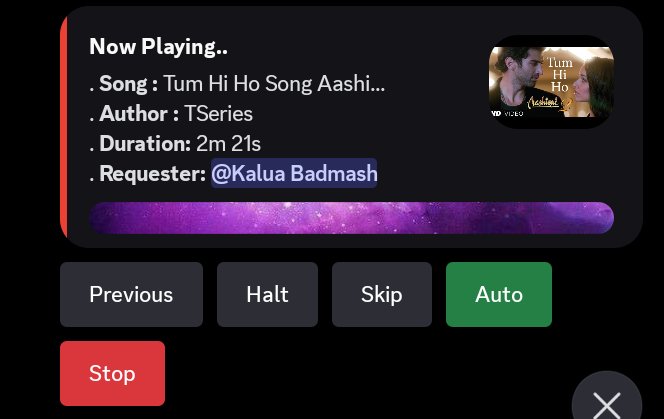 Now Playing..
. Song : Tum Hi Ho Song Aashi...
. Author : TSeries
. Duration: 2m 21s
. Requester: @Kalua Badmash
Tum
Hi
Ho
Aashiqui 2
VIDEO
Previous
Halt
Skip
Auto
Stop